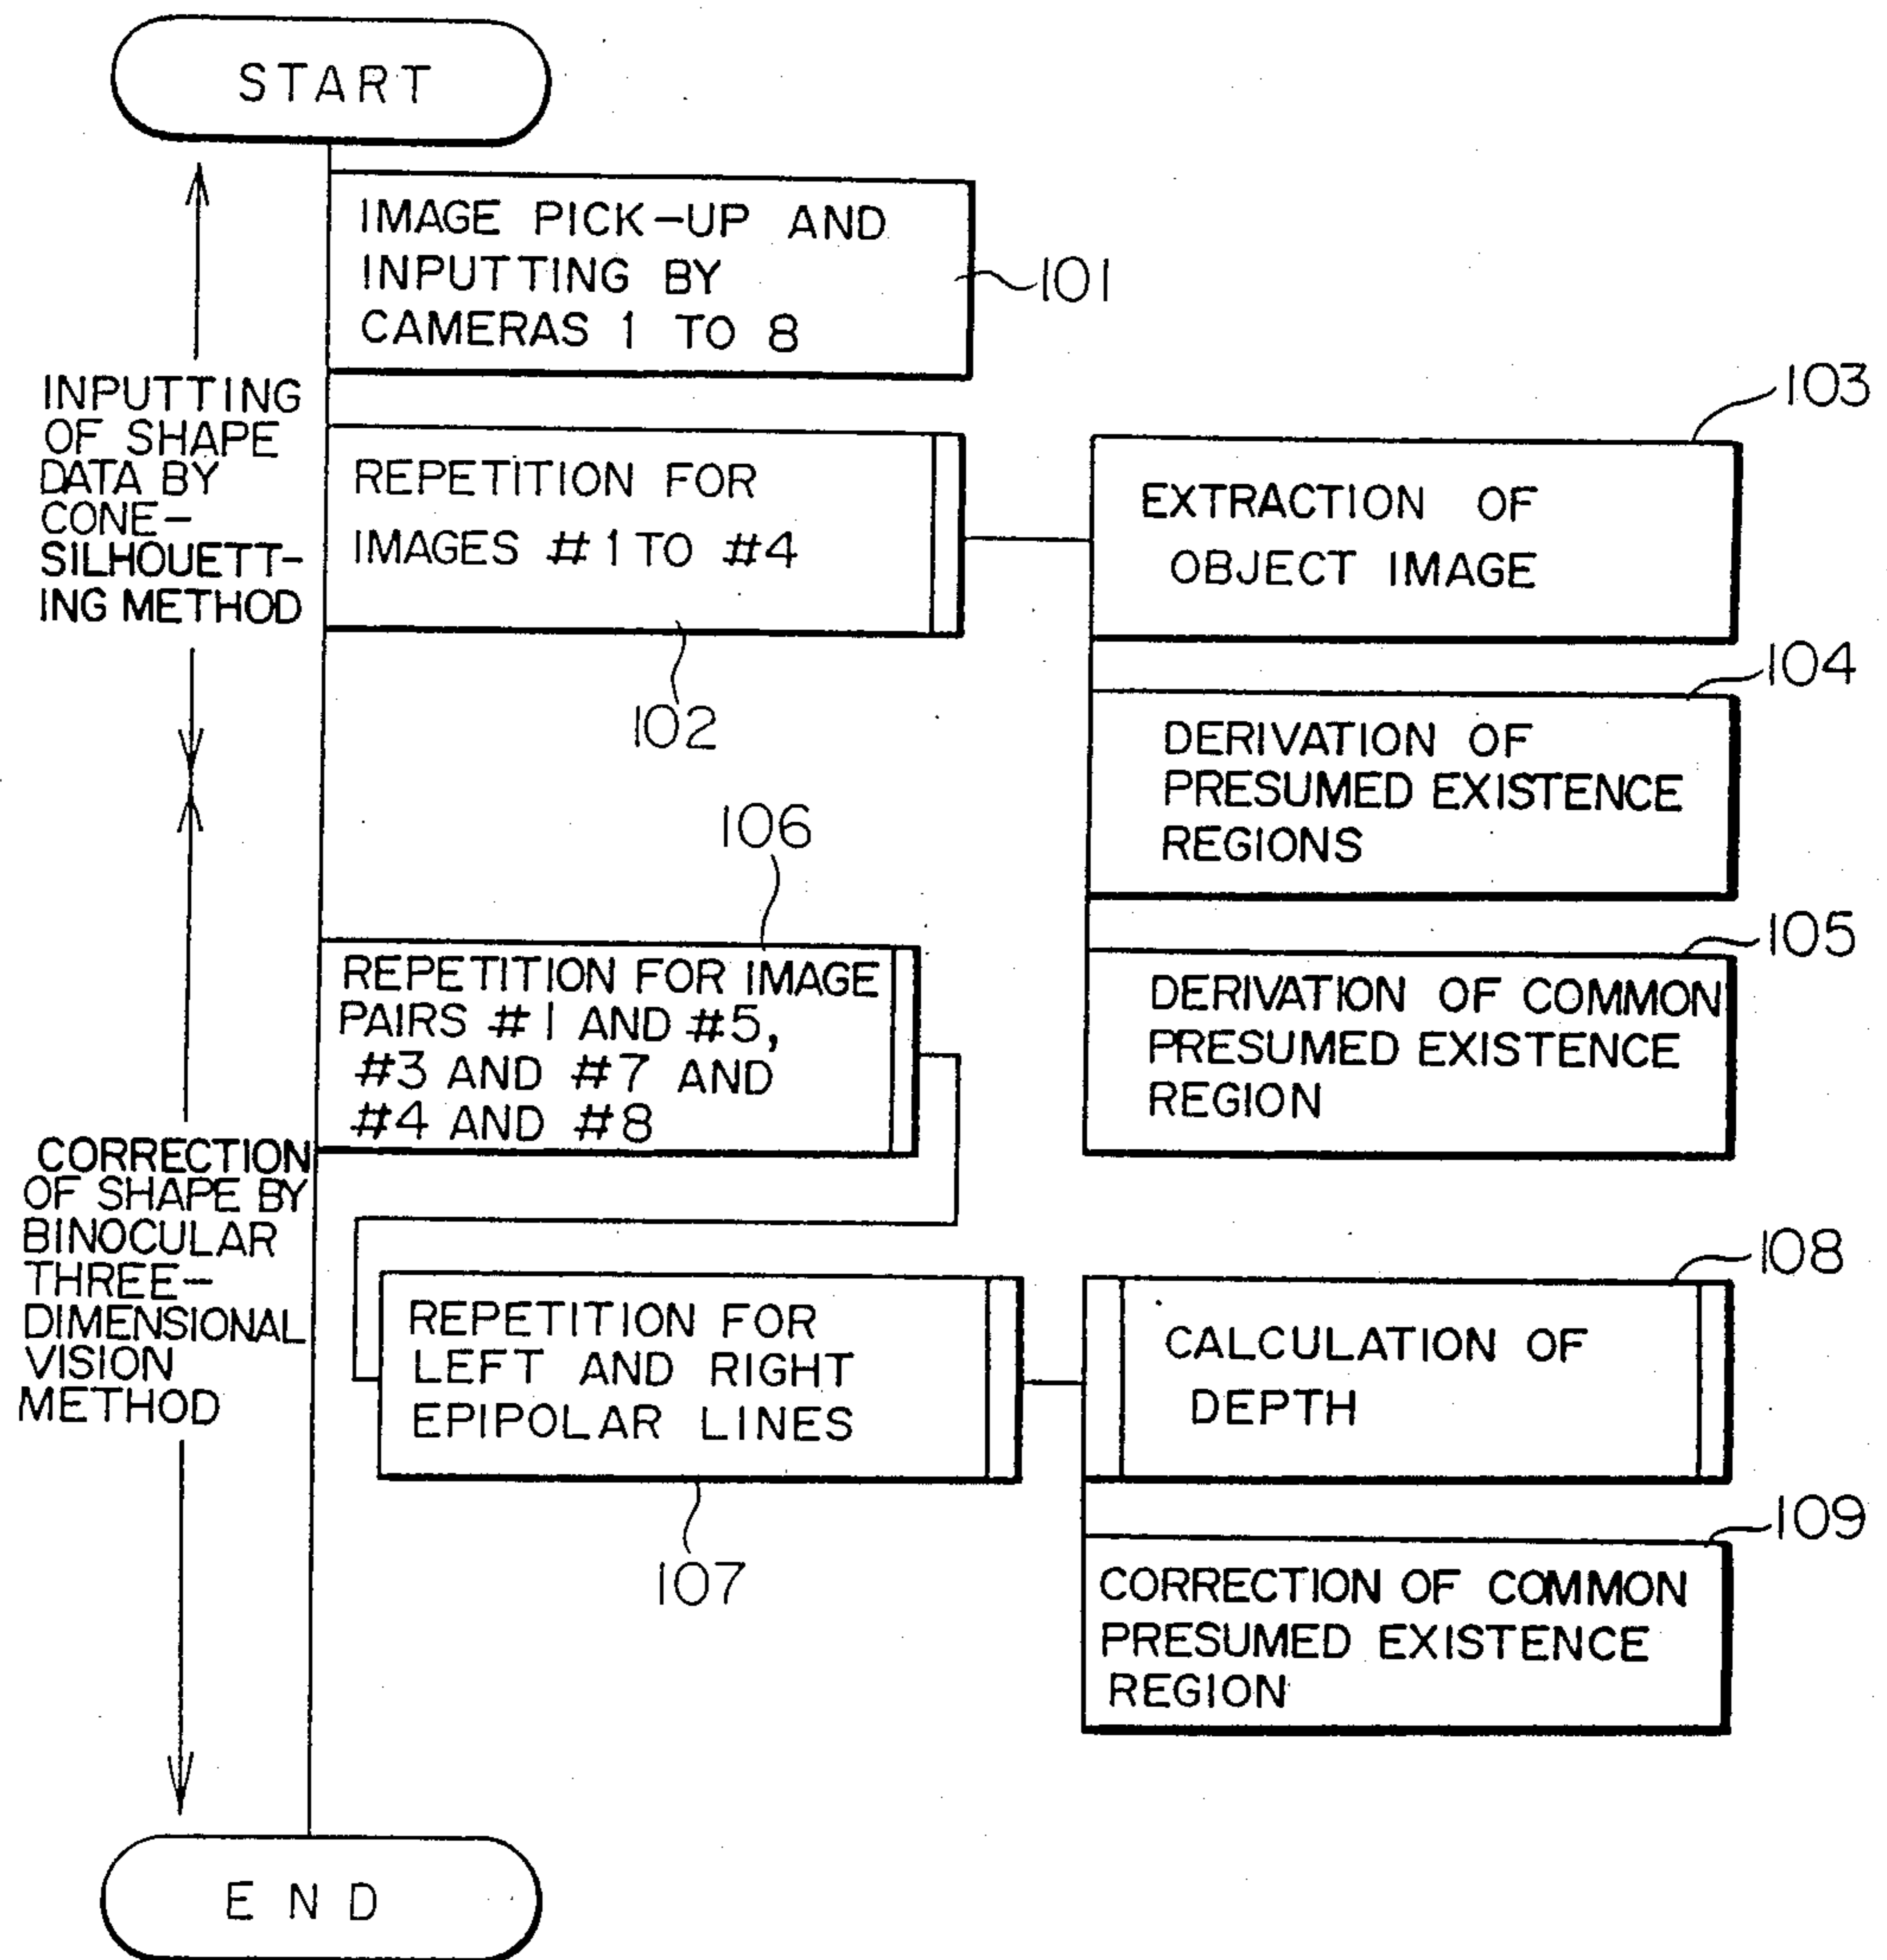 START
IMAGE PICK-UP AND
INPUTTING BY
CAMERAS 1 TO 8
101
INPUTTING
OF SHAPE
DATA BY
CONE-
SILHOUETT-
ING METHOD
REPETITION FOR
IMAGES #1 TO #4
102
103
EXTRACTION OF
OBJECT IMAGE
104
DERIVATION OF
PRESUMED EXISTENCE
REGIONS
105
DERIVATION OF COMMON
PRESUMED EXISTENCE
REGION
106
REPETITION FOR IMAGE
PAIRS #1 AND #5,
#3 AND #7 AND
#4 AND #8
CORRECTION
OF SHAPE BY
BINOCULAR
THREE-
DIMENSIONAL
VISION
METHOD
REPETITION FOR
LEFT AND RIGHT
EPIPOLAR LINES
107
108
CALCULATION OF
DEPTH
109
CORRECTION OF COMMON
PRESUMED EXISTENCE
REGION
END